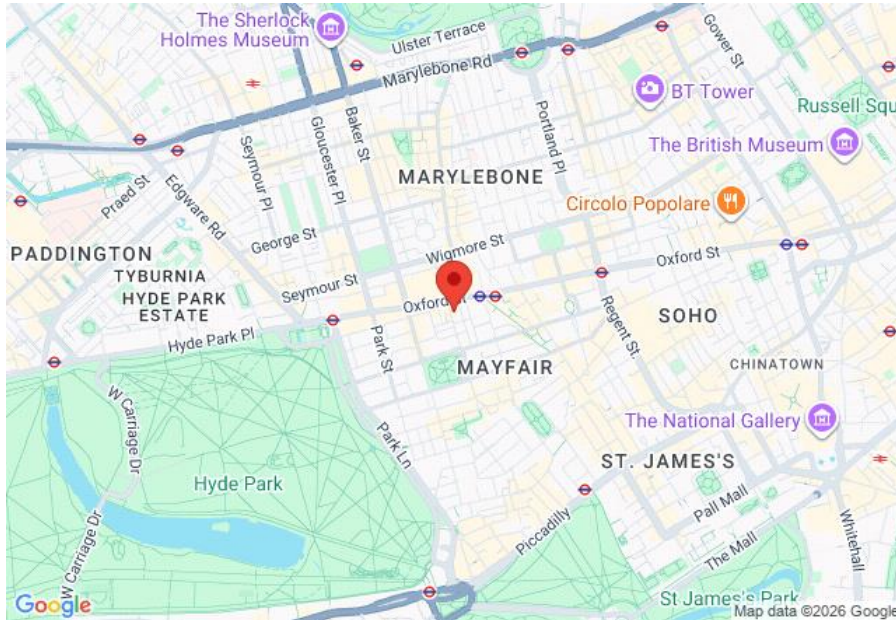 The Sherlock
Holmes Museum
Ulster Terrace
Marylebone Rd
Gower St
BT Tower
Russell Squ
The British Museum
Portland Pl
Baker St
Gloucester Pl
Seymour Pl
MARYLEBONE
Praed St
Edgware Rd
Circolo Popolare
George St
Wigmore St
Oxford St
PADDINGTON
TYBURNIA
HYDE PARK
ESTATE
Seymour St
Oxford St
Regent St.
SOHO
Hyde Park Pl
Park St
MAYFAIR
CHINATOWN
W Carriage Dr
The National Gallery
Park Ln
ST. JAMES'S
Hyde Park
Pall Mall
Piccadilly
W Carriage Dr
The Mall
Whitehall
St James's Park
Google
Map data ©2026 Google